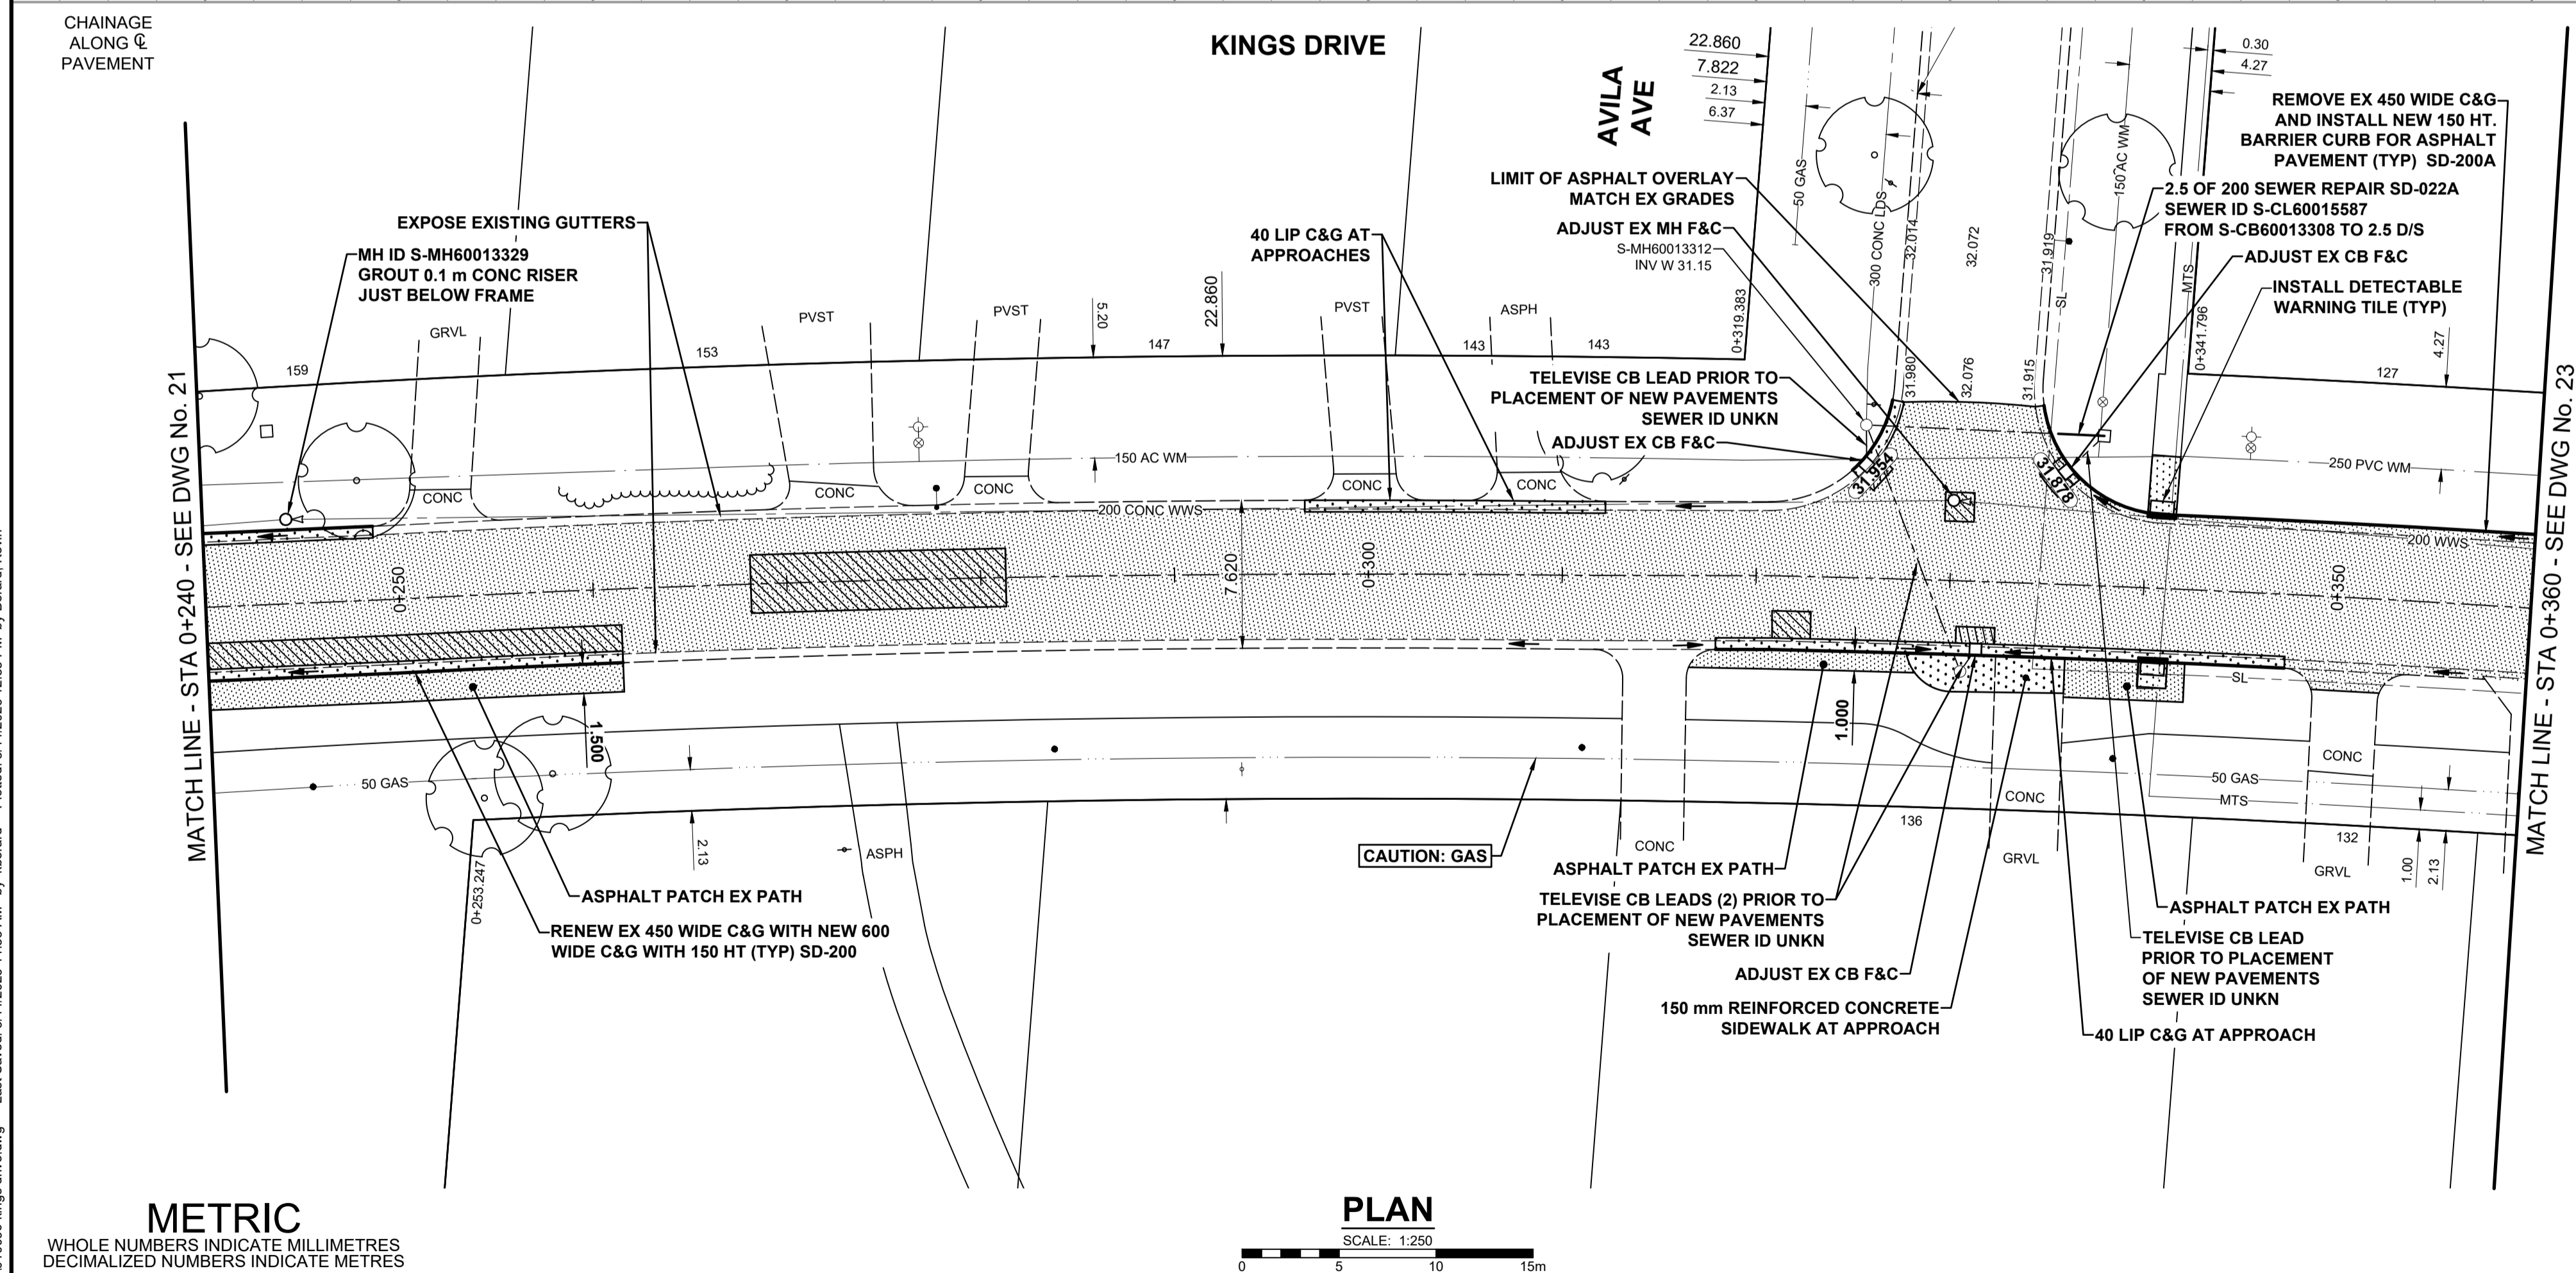 CHAINAGE
ALONG ℄
PAVEMENT
KINGS DRIVE
AVILA
AVE
22.860
7.822
2.13
6.37
0.30
4.27
REMOVE EX 450 WIDE C&G
AND INSTALL NEW 150 HT.
BARRIER CURB FOR ASPHALT
PAVEMENT (TYP) SD-200A
2.5 OF 200 SEWER REPAIR SD-022A
SEWER ID S-CL60015587
FROM S-CB60013308 TO 2.5 D/S
ADJUST EX CB F&C
INSTALL DETECTABLE
WARNING TILE (TYP)
LIMIT OF ASPHALT OVERLAY
MATCH EX GRADES
ADJUST EX MH F&C
S-MH60013312
INV W 31.15
50 GAS
300 CONC LDS
32.014
32.072
31.919
SL
150 AC WM
MTS
EXPOSE EXISTING GUTTERS
MH ID S-MH60013329
GROUT 0.1 m CONC RISER
JUST BELOW FRAME
40 LIP C&G AT
APPROACHES
GRVL
PVST
PVST
5.20
22.860
PVST
ASPH
0+319.383
0+341.796
4.27
159
153
147
143
143
127
31.980
32.076
31.915
TELEVISE CB LEAD PRIOR TO
PLACEMENT OF NEW PAVEMENTS
SEWER ID UNKN
ADJUST EX CB F&C
31.954
31.878
150 AC WM
250 PVC WM
CONC
CONC
CONC
CONC
CONC
200 CONC WWS
200 WWS
MATCH LINE - STA 0+240 - SEE DWG No. 21
MATCH LINE - STA 0+360 - SEE DWG No. 23
0+250
7 620
0+300
0+350
SL
1.500
1.000
50 GAS
CONC
50 GAS
MTS
CONC
136
132
2.13
ASPH
CAUTION: GAS
CONC
GRVL
GRVL
1.00
2.13
0+253.247
ASPHALT PATCH EX PATH
RENEW EX 450 WIDE C&G WITH NEW 600
WIDE C&G WITH 150 HT (TYP) SD-200
ASPHALT PATCH EX PATH
TELEVISE CB LEADS (2) PRIOR TO
PLACEMENT OF NEW PAVEMENTS
SEWER ID UNKN
ADJUST EX CB F&C
150 mm REINFORCED CONCRETE
SIDEWALK AT APPROACH
ASPHALT PATCH EX PATH
TELEVISE CB LEAD
PRIOR TO PLACEMENT
OF NEW PAVEMENTS
SEWER ID UNKN
40 LIP C&G AT APPROACH
METRIC
WHOLE NUMBERS INDICATE MILLIMETRES
DECIMALIZED NUMBERS INDICATE METRES
PLAN
SCALE: 1:250
0 5 10 15m